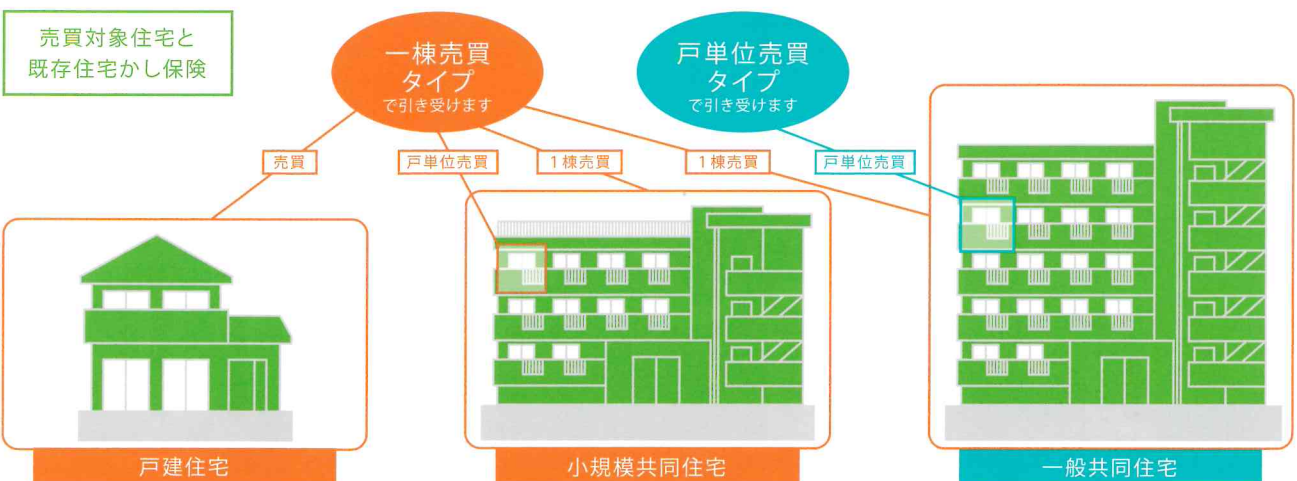 売買対象住宅と
既存住宅かし保険
一棟売買
タイプ
で引き受けます
戸単位売買
タイプ
で引き受けます
売買
戸単位売買
1棟売買
1棟売買
戸単位売買
戸建住宅
小規模共同住宅
一般共同住宅